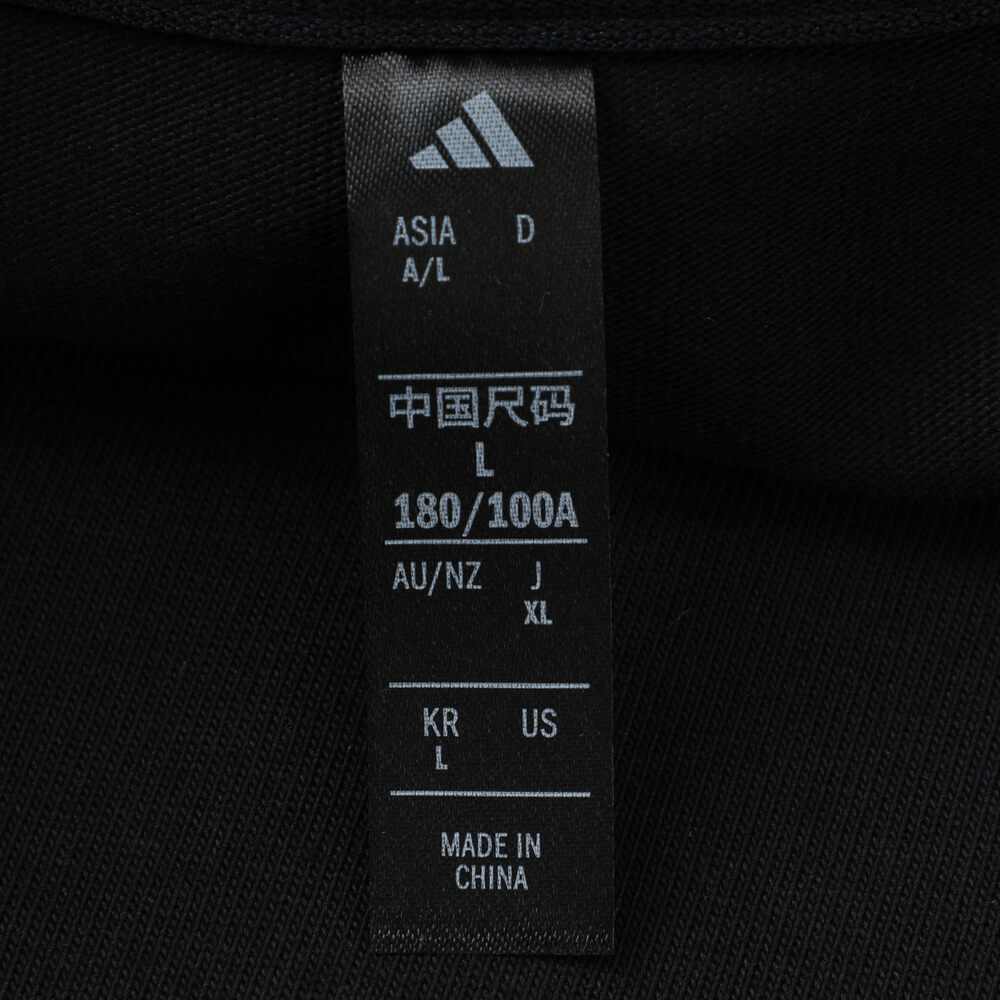 ASIA D
A/L
中国尺码
L
180/100A
AU/NZ J
XL
KR US
L
MADE IN
CHINA